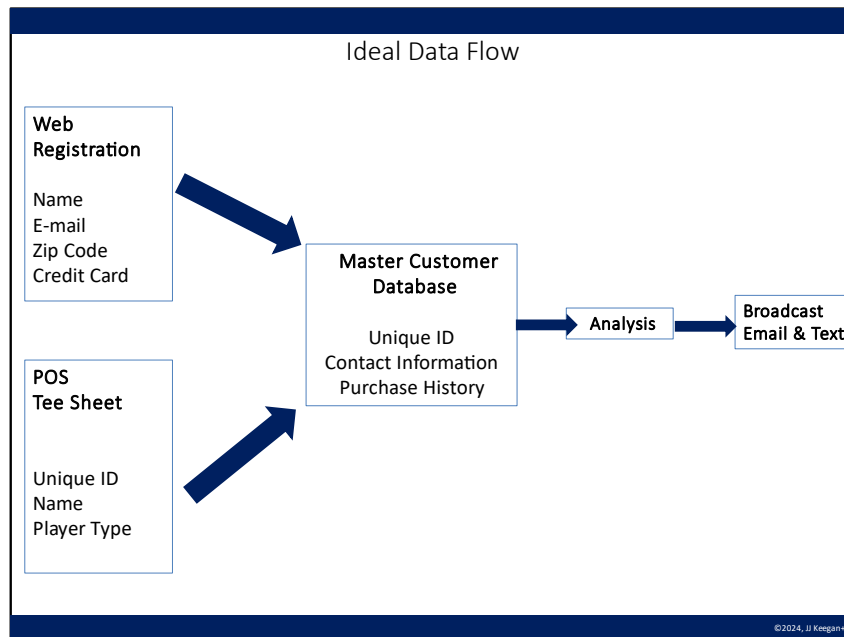 Ideal Data Flow
Web
Registration
Name
E-mail
Zip Code
Credit Card
POS
Tee Sheet
Unique ID
Name
Player Type
Master Customer
Database
Unique ID
Contact Information
Purchase History
Analysis
Broadcast
Email & Text
©2024, JJ Keegan+